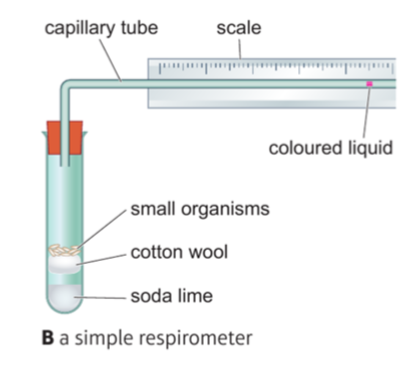 capillary tube
scale
coloured liquid
small organisms
cotton wool
soda lime
B a simple respirometer